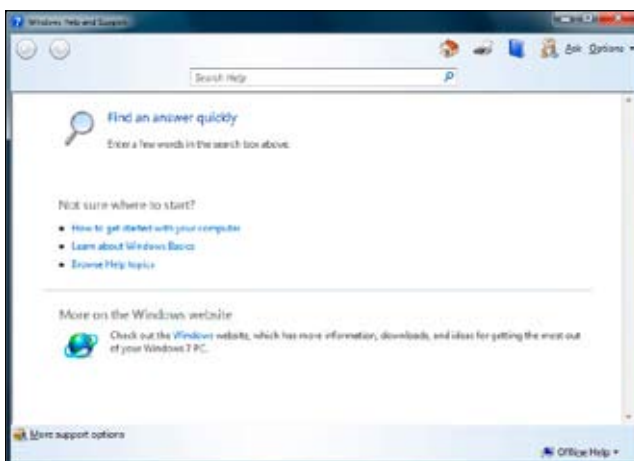 Windows Help and Support
Ask Options
Search Help
Find an answer quickly
Enter a few words in the search box above.
Not sure where to start?
How to get started with your computer
Learn about Windows Basics
Browse Help topics
More on the Windows website
Check out the Windows website, which has more information, downloads, and ideas for getting the most out
of your Windows 7 PC.
More support options
Office Help